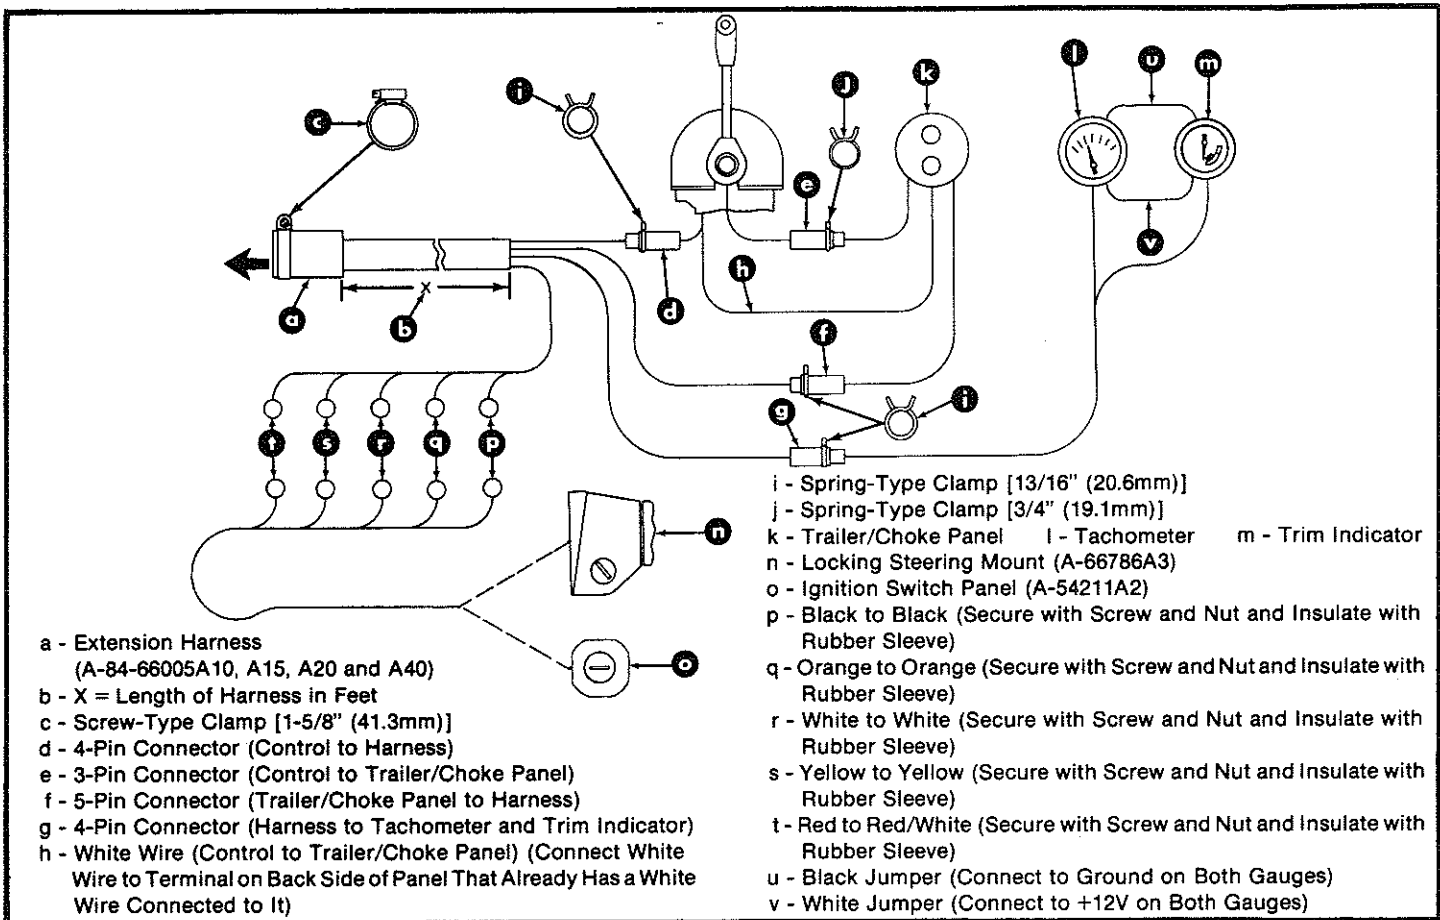 c
i
J
k
l
u
m
e
v
h
d
X
a
b
f
g
i
t
s
r
q
p
n
o
a - Extension Harness
(A-84-66005A10, A15, A20 and A40)
b - X = Length of Harness in Feet
c - Screw-Type Clamp [1-5/8" (41.3mm)]
d - 4-Pin Connector (Control to Harness)
e - 3-Pin Connector (Control to Trailer/Choke Panel)
f - 5-Pin Connector (Trailer/Choke Panel to Harness)
g - 4-Pin Connector (Harness to Tachometer and Trim Indicator)
h - White Wire (Control to Trailer/Choke Panel) (Connect White
Wire to Terminal on Back Side of Panel That Already Has a White
Wire Connected to It)
i - Spring-Type Clamp [13/16" (20.6mm)]
j - Spring-Type Clamp [3/4" (19.1mm)]
k - Trailer/Choke Panel l - Tachometer m - Trim Indicator
n - Locking Steering Mount (A-66786A3)
o - Ignition Switch Panel (A-54211A2)
p - Black to Black (Secure with Screw and Nut and Insulate with
Rubber Sleeve)
q - Orange to Orange (Secure with Screw and Nut and Insulate with
Rubber Sleeve)
r - White to White (Secure with Screw and Nut and Insulate with
Rubber Sleeve)
s - Yellow to Yellow (Secure with Screw and Nut and Insulate with
Rubber Sleeve)
t - Red to Red/White (Secure with Screw and Nut and Insulate with
Rubber Sleeve)
u - Black Jumper (Connect to Ground on Both Gauges)
v - White Jumper (Connect to +12V on Both Gauges)